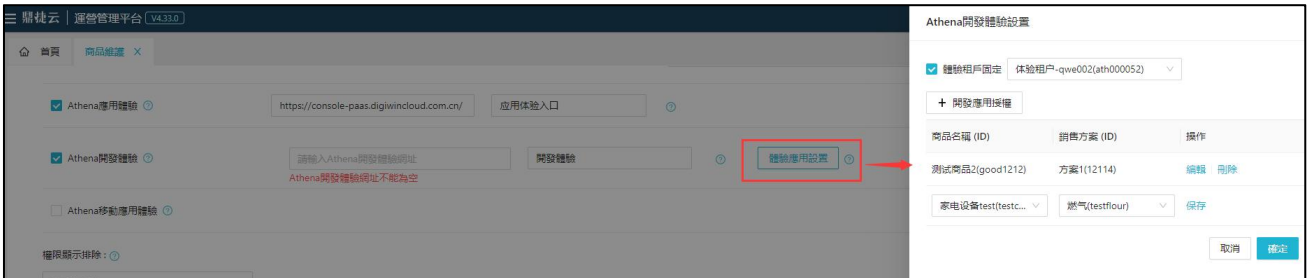 鼎捷云 | 運營管理平台 V4.33.0
首頁 商品維護
Athena應用體驗 https://console-paas.digiwincloud.com.cn/ 应用体验入口
Athena開發體驗 請輸入Athena開發體驗網址 開發體驗 體驗應用設置
Athena開發體驗網址不能為空
Athena移動應用體驗
權限顯示排除：
Athena開發體驗設置
體驗租戶固定 体验租户-qwe002(ath000052)
+ 開發應用授權
商品名稱 (ID) 銷售方案 (ID) 操作
测试商品2(good1212) 方案1(12114) 編輯 刪除
家电设备test(testc... 燃气(testflour) 保存
取消 確定